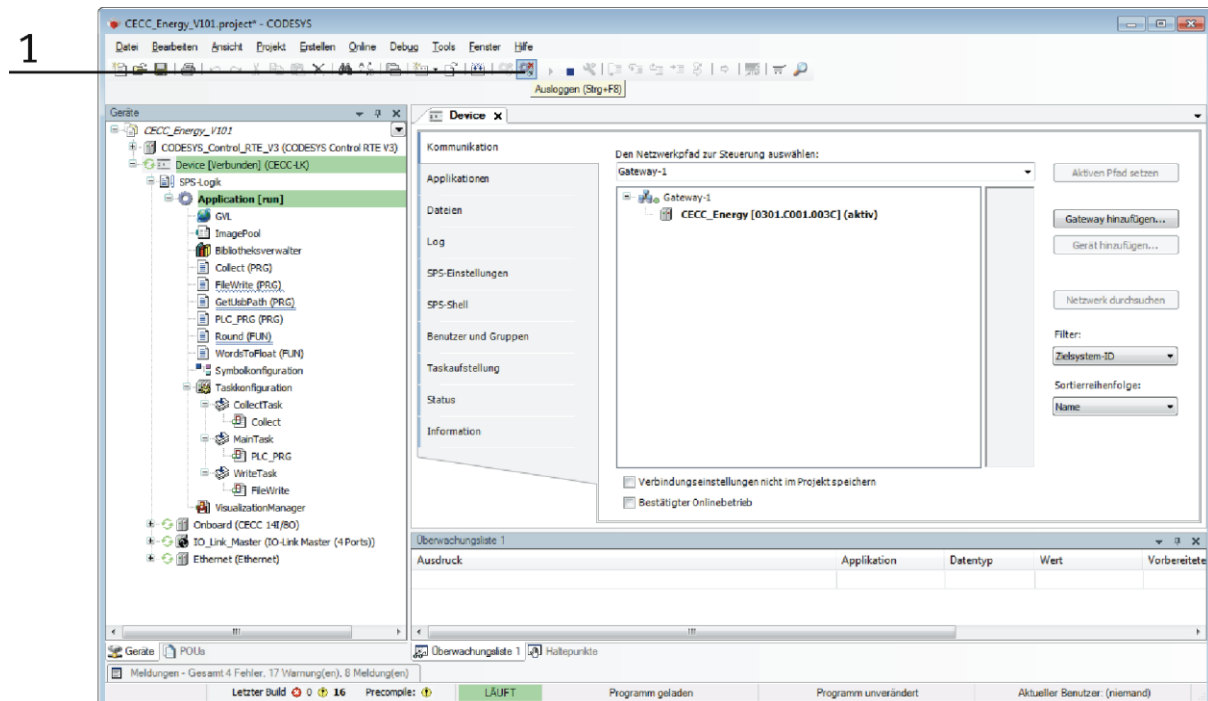 1
CECC_Energy_V101.project* - CODESYS
Datei Bearbeiten Ansicht Projekt Erstellen Online Debug Tools Fenster Hilfe
Ausloggen (Strg+F8)
Geräte
CECC_Energy_V101
CODESYS_Control_RTE_V3 (CODESYS Control RTE V3)
Device [Verbunden] (CECC-LK)
SPS-Logik
Application [run]
GVL
ImagePool
Bibliotheksverwalter
Collect (PRG)
FileWrite (PRG)
GetUsbPath (PRG)
PLC_PRG (PRG)
Round (FUN)
WordsToFloat (FUN)
Symbolkonfiguration
Taskkonfiguration
CollectTask
Collect
MainTask
PLC_PRG
WriteTask
FileWrite
VisualizationManager
Onboard (CECC 14I/8O)
IO_Link_Master (IO-Link Master (4 Ports))
Ethernet (Ethernet)
Geräte POUs
Device
Kommunikation
Applikationen
Dateien
Log
SPS-Einstellungen
SPS-Shell
Benutzer und Gruppen
Taskaufstellung
Status
Information
Den Netzwerkpfad zur Steuerung auswählen:
Gateway-1
Gateway-1
CECC_Energy [0301.C001.003C] (aktiv)
Aktiven Pfad setzen
Gateway hinzufügen...
Gerät hinzufügen...
Netzwerk durchsuchen
Filter:
Zielsystem-ID
Sortierreihenfolge:
Name
Verbindungseinstellungen nicht im Projekt speichern
Bestätigter Onlinebetrieb
Überwachungsliste 1
Ausdruck Applikation Datentyp Wert Vorbereitete
Überwachungsliste 1 Haltepunkte
Meldungen - Gesamt 4 Fehler, 17 Warnung(en), 8 Meldung(en)
Letzter Build 0 16 Precompile: LÄUFT Programm geladen Programm unverändert Aktueller Benutzer: (niemand)